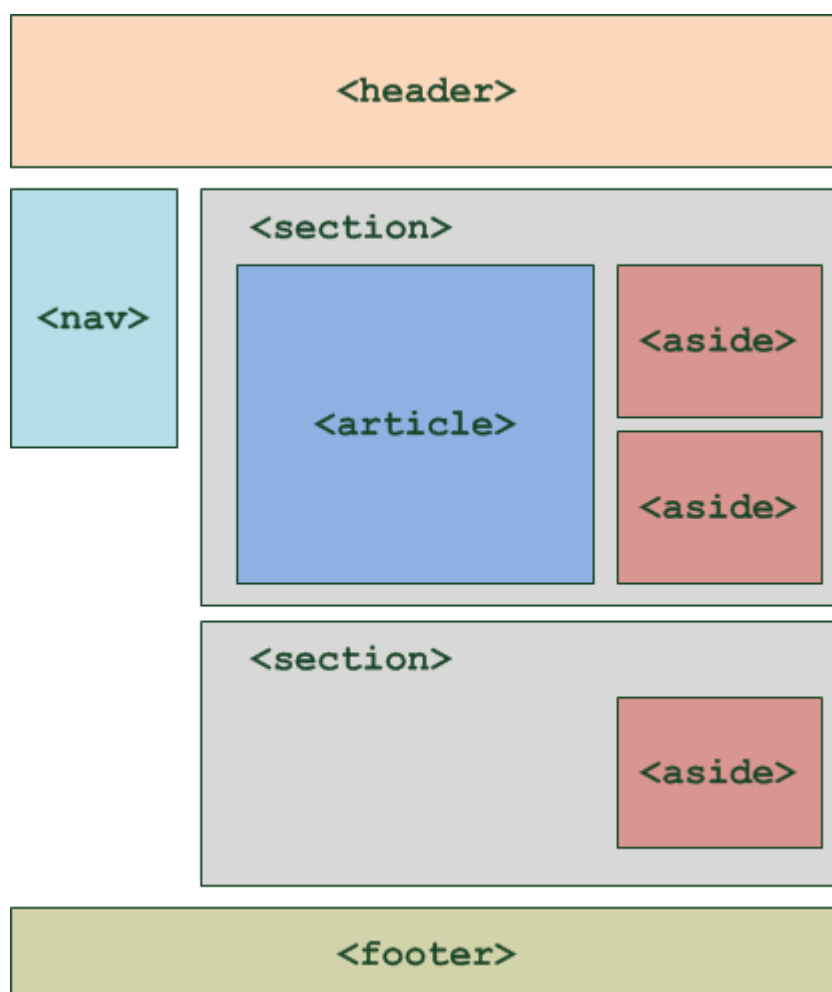 <header>
<nav>
<section>
<article>
<aside>
<aside>
<section>
<aside>
<footer>